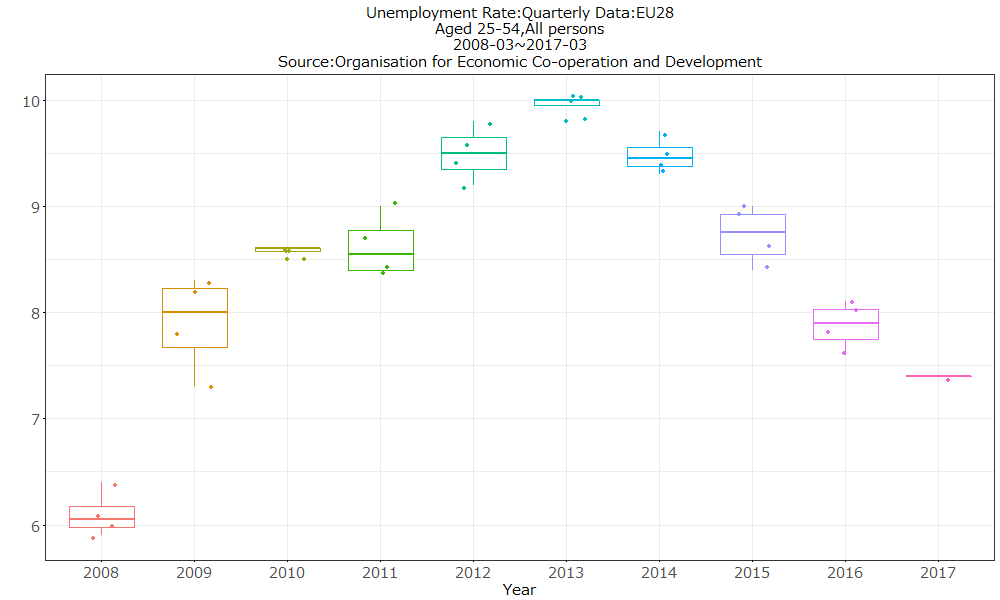 Unemployment Rate:Quarterly Data:EU28
Aged 25-54,All persons
2008-03~2017-03
Source:Organisation for Economic Co-operation and Development
10
9
8
7
6
2008 2009 2010 2011 2012 2013 2014 2015 2016 2017
Year